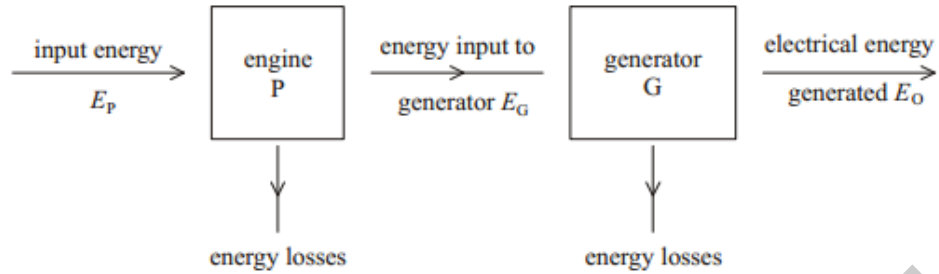 input energy
E_P
engine
P
energy input to
generator E_G
generator
G
electrical energy
generated E_O
energy losses
energy losses